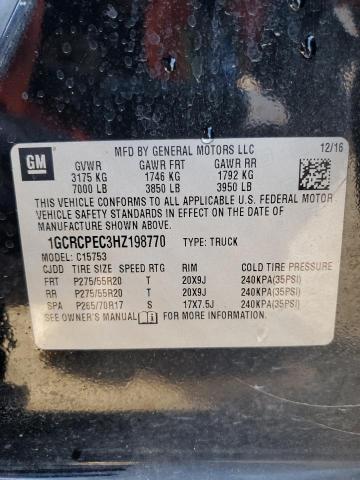 GM
MFD BY GENERAL MOTORS LLC 12/16
GVWR GAWR FRT GAWR RR
3175 KG 1746 KG 1792 KG
7000 LB 3850 LB 3950 LB
THIS VEHICLE CONFORMS TO ALL APPLICABLE U.S. FEDERAL MOTOR
VEHICLE SAFETY STANDARDS IN EFFECT ON THE DATE OF
MANUFACTURE SHOWN ABOVE.
1GCRCPEC3HZ198770 TYPE: TRUCK
MODEL: C15753
CJDD TIRE SIZE SPEED RTG RIM COLD TIRE PRESSURE
FRT P275/55R20 T 20X9J 240KPA(35PSI)
RR P275/55R20 T 20X9J 240KPA(35PSI)
SPA P265/70R17 S 17X7.5J 240KPA(35PSI)
SEE OWNER'S MANUAL FOR MORE INFORMATION.